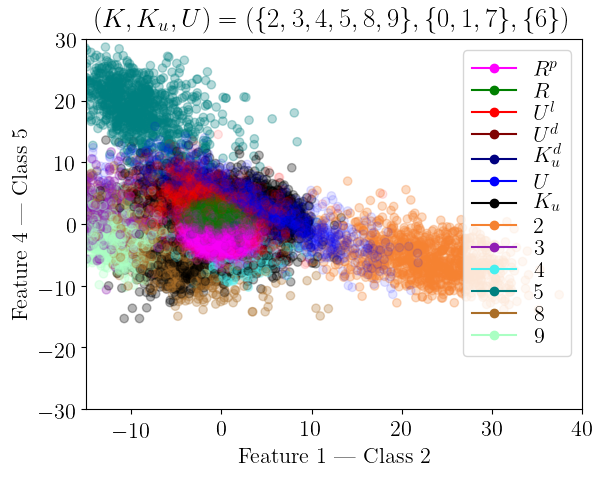 (K, K_u, U) = ({2, 3, 4, 5, 8, 9}, {0, 1, 7}, {6})
30
20
10
0
−10
−20
−30
Feature 4 — Class 5
−10
0
10
20
30
40
Feature 1 — Class 2
R^p
R
U^l
U^d
K_u^d
U
K_u
2
3
4
5
8
9